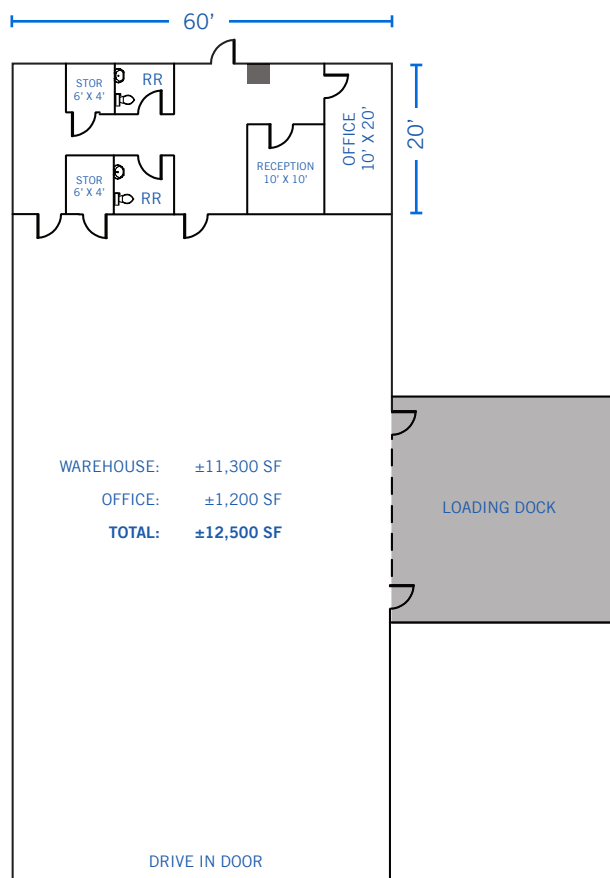 60'
STOR
6' X 4'
RR
OFFICE
10' X 20'
20'
RECEPTION
10' X 10'
STOR
6' X 4'
RR
WAREHOUSE: ±11,300 SF
OFFICE: ±1,200 SF
TOTAL: ±12,500 SF
LOADING DOCK
DRIVE IN DOOR